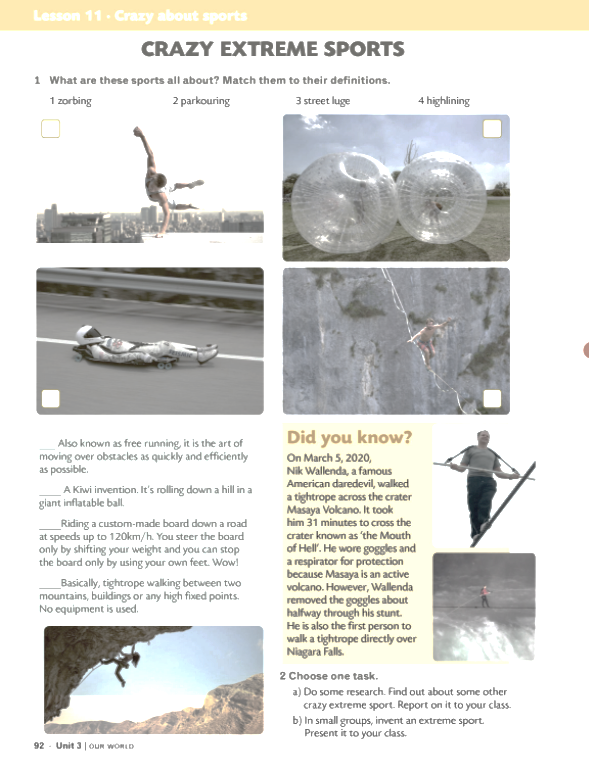 Lesson 11 · Crazy about sports
CRAZY EXTREME SPORTS
1 What are these sports all about? Match them to their definitions.
1 zorbing 2 parkouring 3 street luge 4 highlining
____ Also known as free running, it is the art of
moving over obstacles as quickly and efficiently
as possible.
____ A Kiwi invention. It's rolling down a hill in a
giant inflatable ball.
____Riding a custom-made board down a road
at speeds up to 120km/h. You steer the board
only by shifting your weight and you can stop
the board only by using your own feet. Wow!
____Basically, tightrope walking between two
mountains, buildings or any high fixed points.
No equipment is used.
Did you know?
On March 5, 2020,
Nik Wallenda, a famous
American daredevil, walked
a tightrope across the crater
Masaya Volcano. It took
him 31 minutes to cross the
crater known as 'the Mouth
of Hell'. He wore goggles and
a respirator for protection
because Masaya is an active
volcano. However, Wallenda
removed the goggles about
halfway through his stunt.
He is also the first person to
walk a tightrope directly over
Niagara Falls.
2 Choose one task.
a) Do some research. Find out about some other
crazy extreme sport. Report on it to your class.
b) In small groups, invent an extreme sport.
Present it to your class.
92 · Unit 3 | OUR WORLD